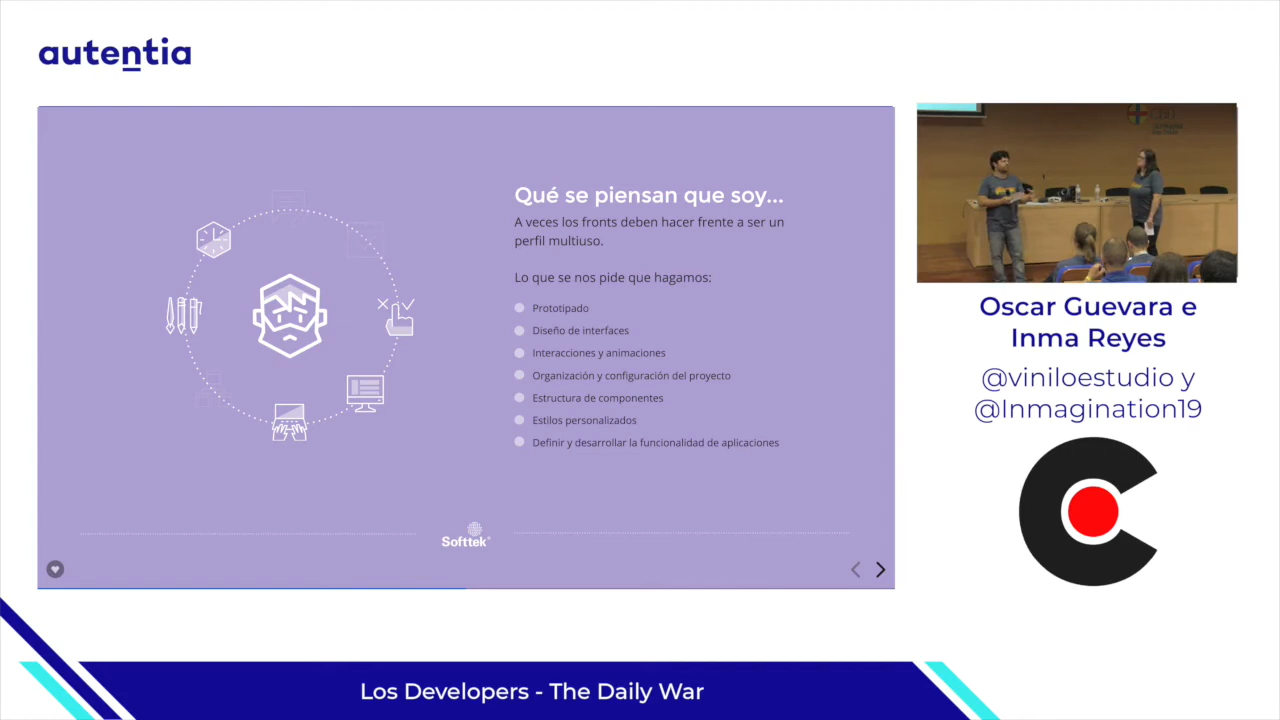 autentia
Qué se piensan que soy...
A veces los fronts deben hacer frente a ser un
perfil multiuso.
Lo que se nos pide que hagamos:
Prototipado
Diseño de interfaces
Interacciones y animaciones
Organización y configuración del proyecto
Estructura de componentes
Estilos personalizados
Definir y desarrollar la funcionalidad de aplicaciones
Softtek
Oscar Guevara e
Inma Reyes
@viniloestudio y
@Inmagination19
Los Developers - The Daily War